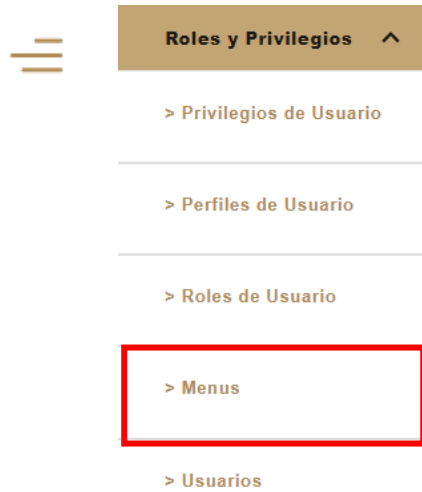 Roles y Privilegios
> Privilegios de Usuario
> Perfiles de Usuario
> Roles de Usuario
> Menus
> Usuarios